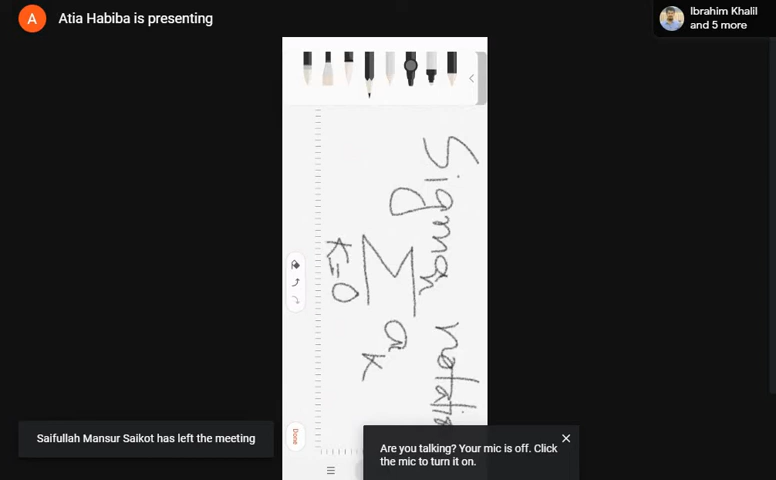 A
Atia Habiba is presenting
Ibrahim Khalil
and 5 more
Sigma
∑ a_k
k=0
Done
Saifullah Mansur Saikot has left the meeting
Are you talking? Your mic is off. Click
the mic to turn it on.